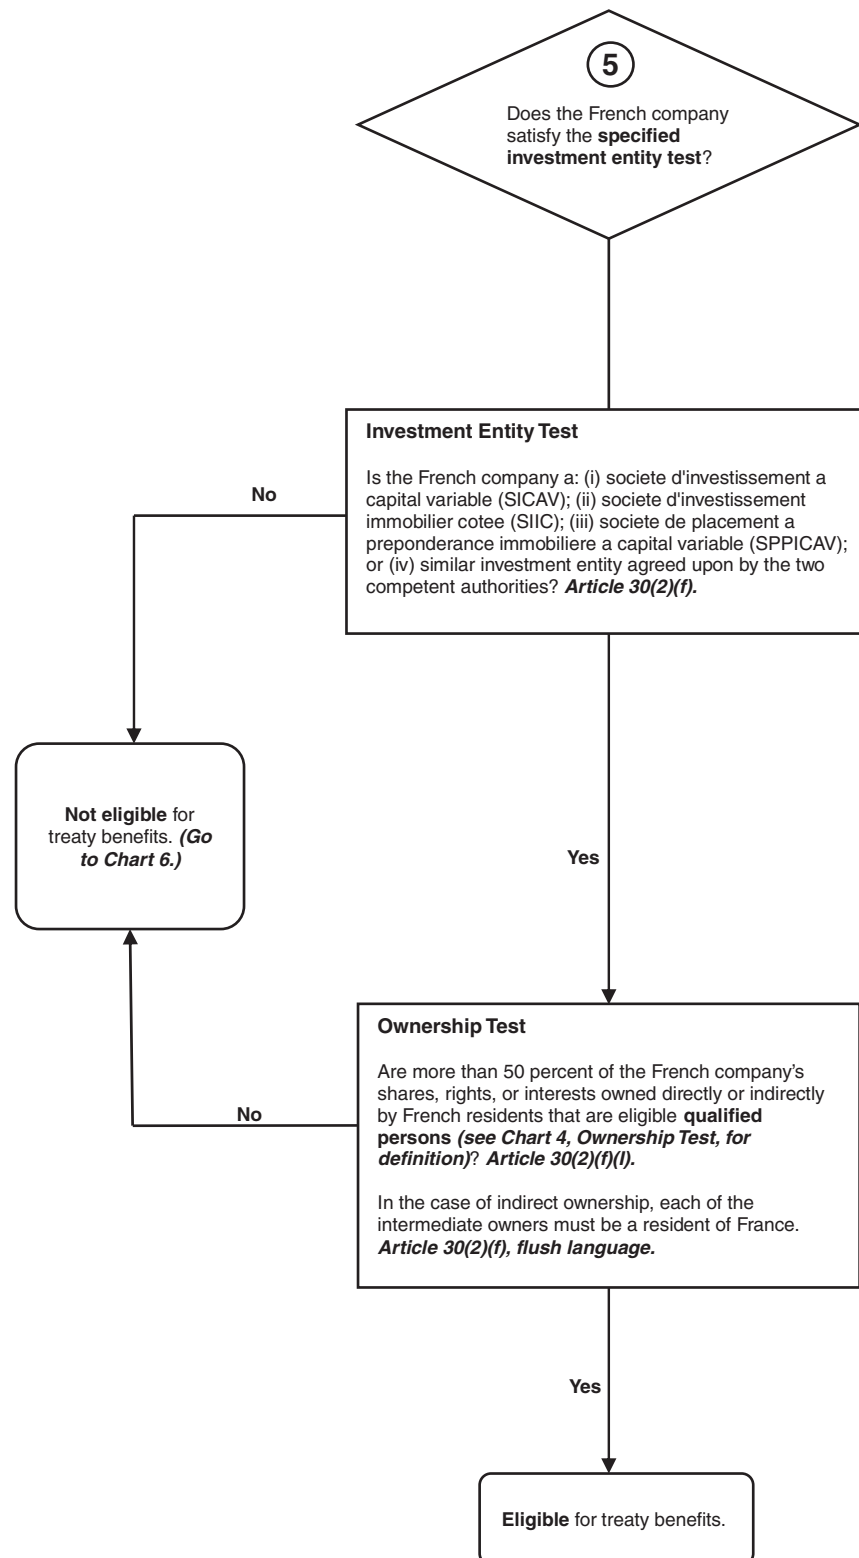 5
Does the French company
satisfy the specified
investment entity test?
Investment Entity Test
Is the French company a: (i) societe d'investissement a
capital variable (SICAV); (ii) societe d'investissement
immobilier cotee (SIIC); (iii) societe de placement a
preponderance immobiliere a capital variable (SPPICAV);
or (iv) similar investment entity agreed upon by the two
competent authorities? Article 30(2)(f).
No
Not eligible for
treaty benefits. (Go
to Chart 6.)
Yes
Ownership Test
Are more than 50 percent of the French company's
shares, rights, or interests owned directly or indirectly
by French residents that are eligible qualified
persons (see Chart 4, Ownership Test, for
definition)? Article 30(2)(f)(I).
In the case of indirect ownership, each of the
intermediate owners must be a resident of France.
Article 30(2)(f), flush language.
No
Yes
Eligible for treaty benefits.